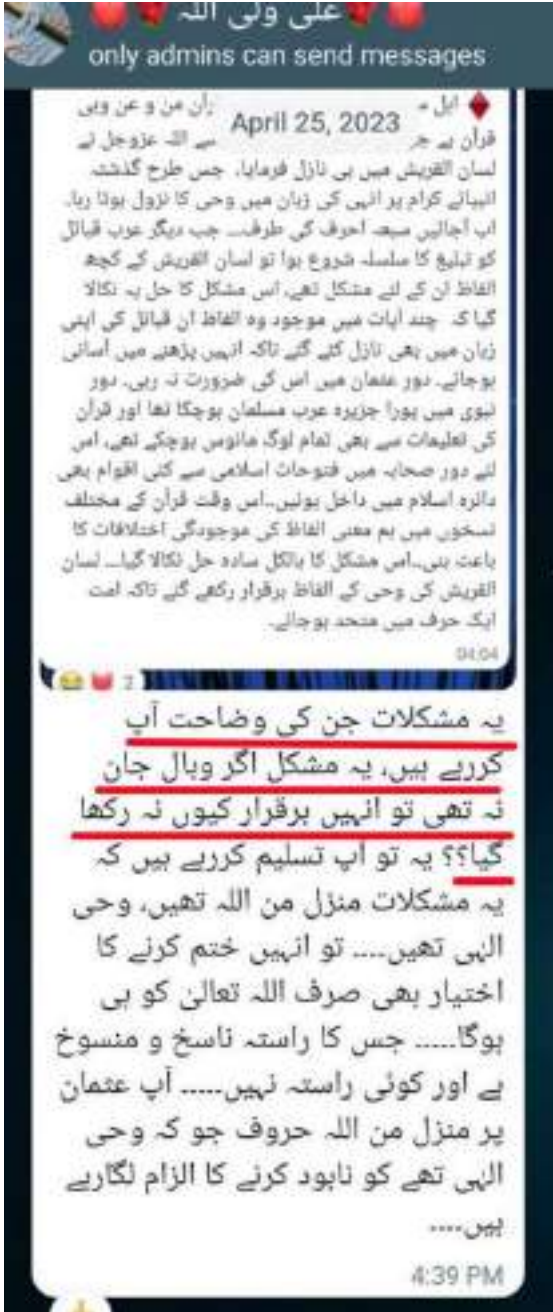 علی ولی اللہ
only admins can send messages
April 25, 2023
قرآن من و عن وہی
سے اللہ عزوجل نے
لسان القریش میں ہی نازل فرمایا، جس طرح گذشتہ
انبیائے کرام پر انہی کی زبان میں وحی کا نزول ہوتا رہا۔
اب آجائیں سبعہ احرف کی طرف... جب دیگر عرب قبائل
کو تبلیغ کا سلسلہ شروع ہوا تو لسان القریش کے کچھ
الفاظ ان کے لئے مشکل تھے، اس مشکل کا حل یہ نکالا
گیا کہ چند آیات میں موجود وہ الفاظ ان قبائل کی اپنی
زبان میں بھی نازل کئے گئے تاکہ انہیں پڑھنے میں آسانی
ہوجائے۔ دور عثمان میں اس کی ضرورت نہ رہی۔ دور
نبوی میں پورا جزیرہ عرب مسلمان ہوچکا تھا اور قرآن
کی تعلیمات سے بھی تمام لوگ مانوس ہوچکے تھے، اس
لئے دور صحابہ میں فتوحات اسلامی سے کئی اقوام بھی
دائرہ اسلام میں داخل ہوئیں..اس وقت قرآن کے مختلف
نسخوں میں ہم معنی الفاظ کی موجودگی اختلافات کا
باعث بنی..اس مشکل کا بالکل سادہ حل نکالا گیا... لسان
القریش کی وحی کے الفاظ برقرار رکھے گئے تاکہ امت
ایک حرف میں متحد ہوجائے۔
04:04
2
یہ مشکلات جن کی وضاحت آپ
کررہے ہیں، یہ مشکل اگر وبال جان
نہ تھی تو انہیں برقرار کیوں نہ رکھا
گیا؟؟ یہ تو آپ تسلیم کررہے ہیں کہ
یہ مشکلات منزل من اللہ تھیں، وحی
الہٰی تھیں.... تو انہیں ختم کرنے کا
اختیار بھی صرف اللہ تعالیٰ کو ہی
ہوگا..... جس کا راستہ ناسخ و منسوخ
ہے اور کوئی راستہ نہیں..... آپ عثمان
پر منزل من اللہ حروف جو کہ وحی
الہٰی تھے کو نابود کرنے کا الزام لگارہے
ہیں....
4:39 PM